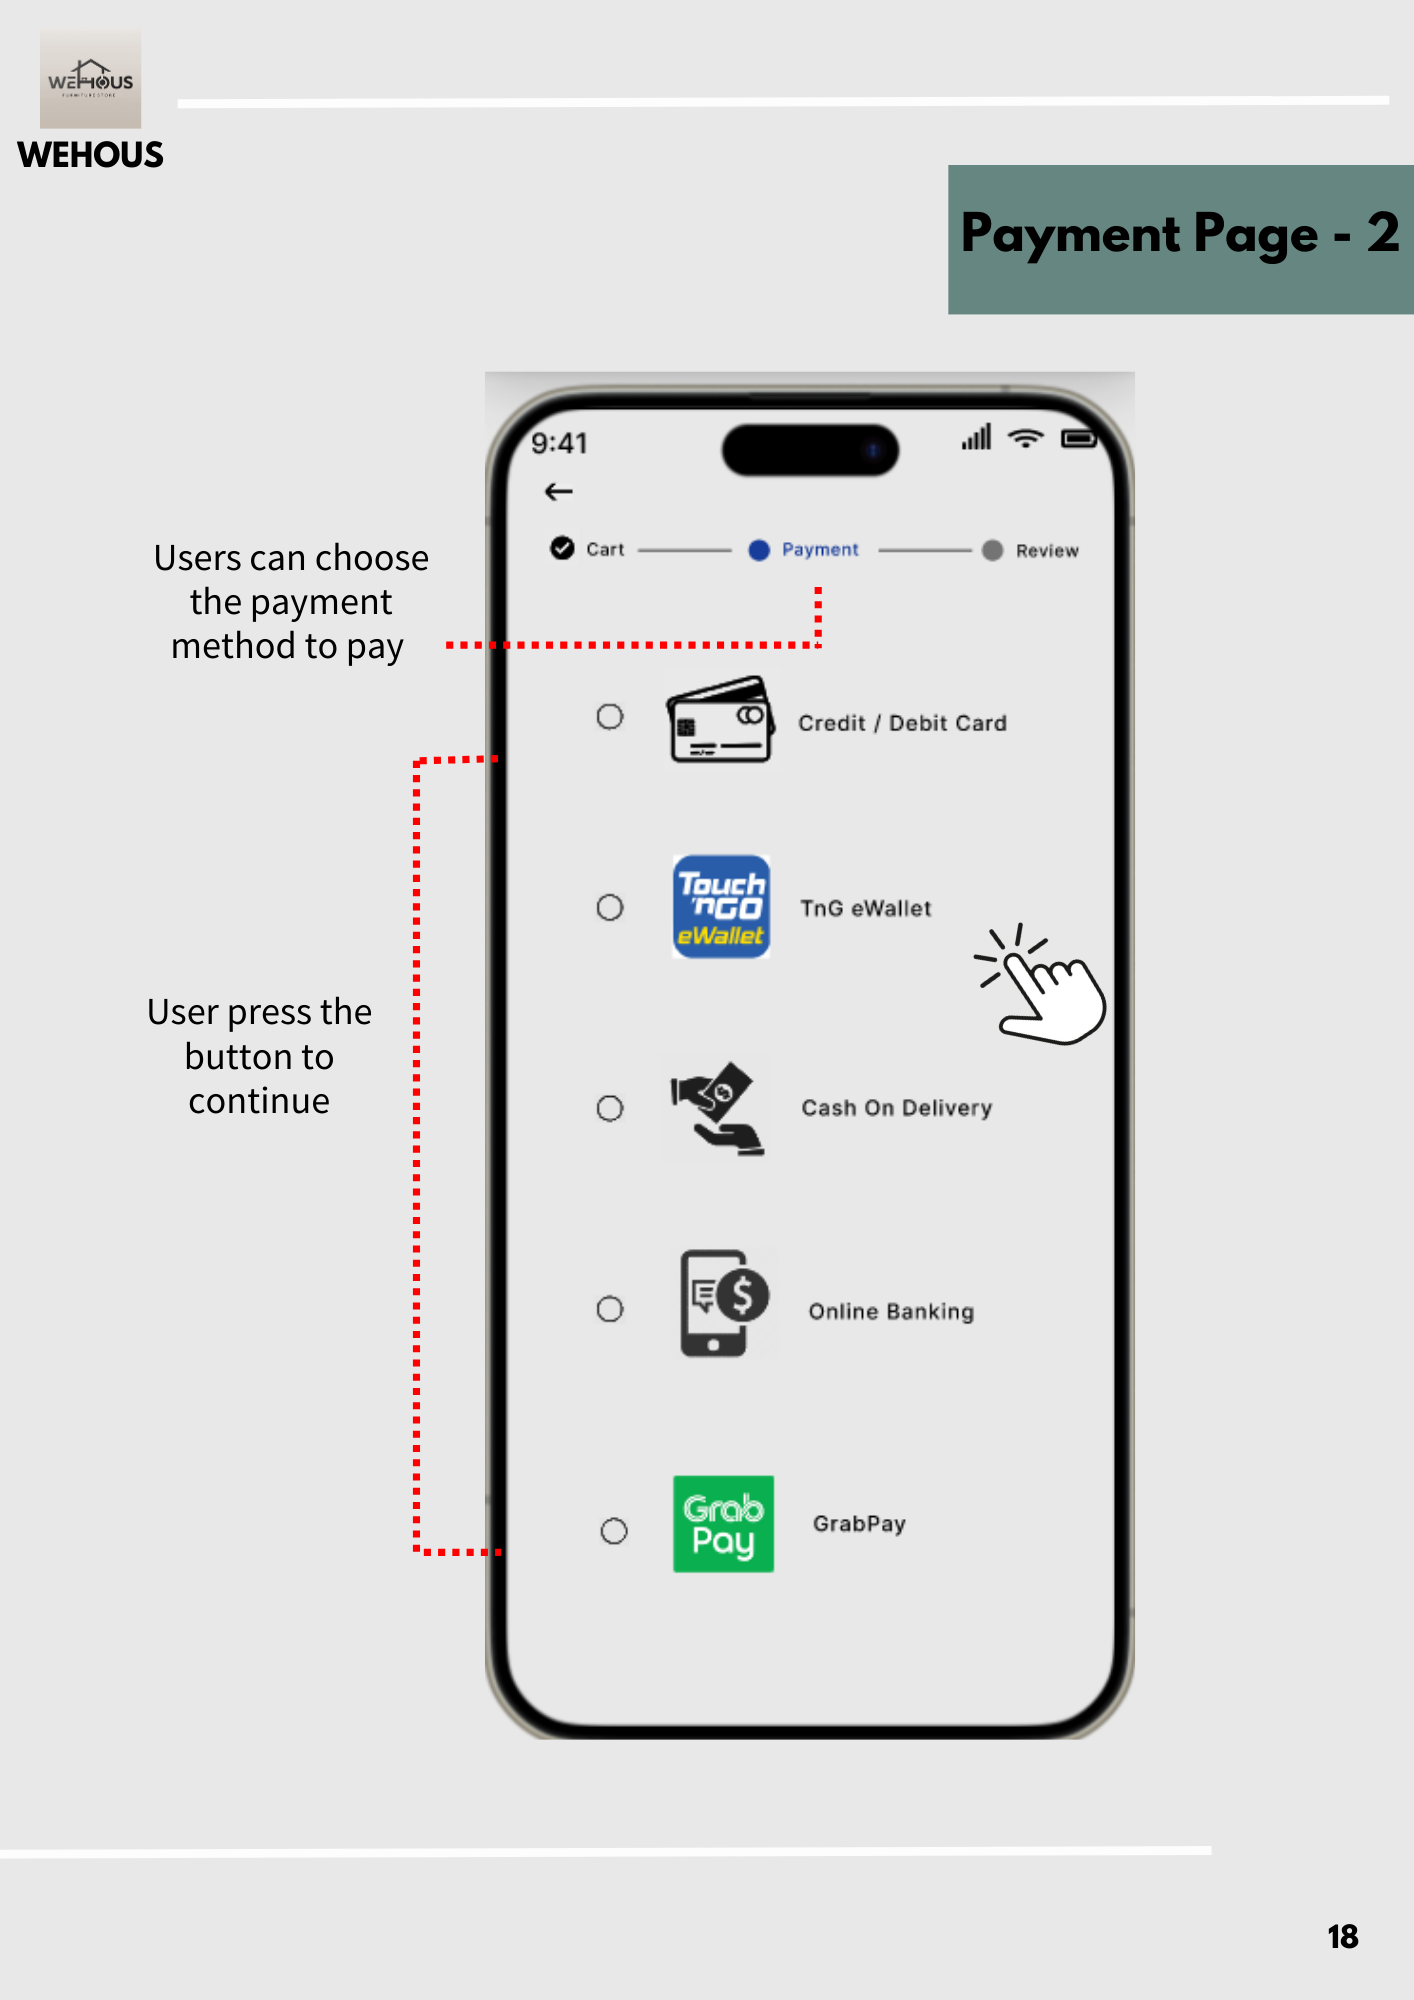 WEHOUS
FURNITURE STORE
WEHOUS
Payment Page - 2
9:41
Cart
Payment
Review
Users can choose
the payment
method to pay
Credit / Debit Card
Touch
'nGO
eWallet
TnG eWallet
User press the
button to
continue
Cash On Delivery
$
Online Banking
Grab
Pay
GrabPay
18